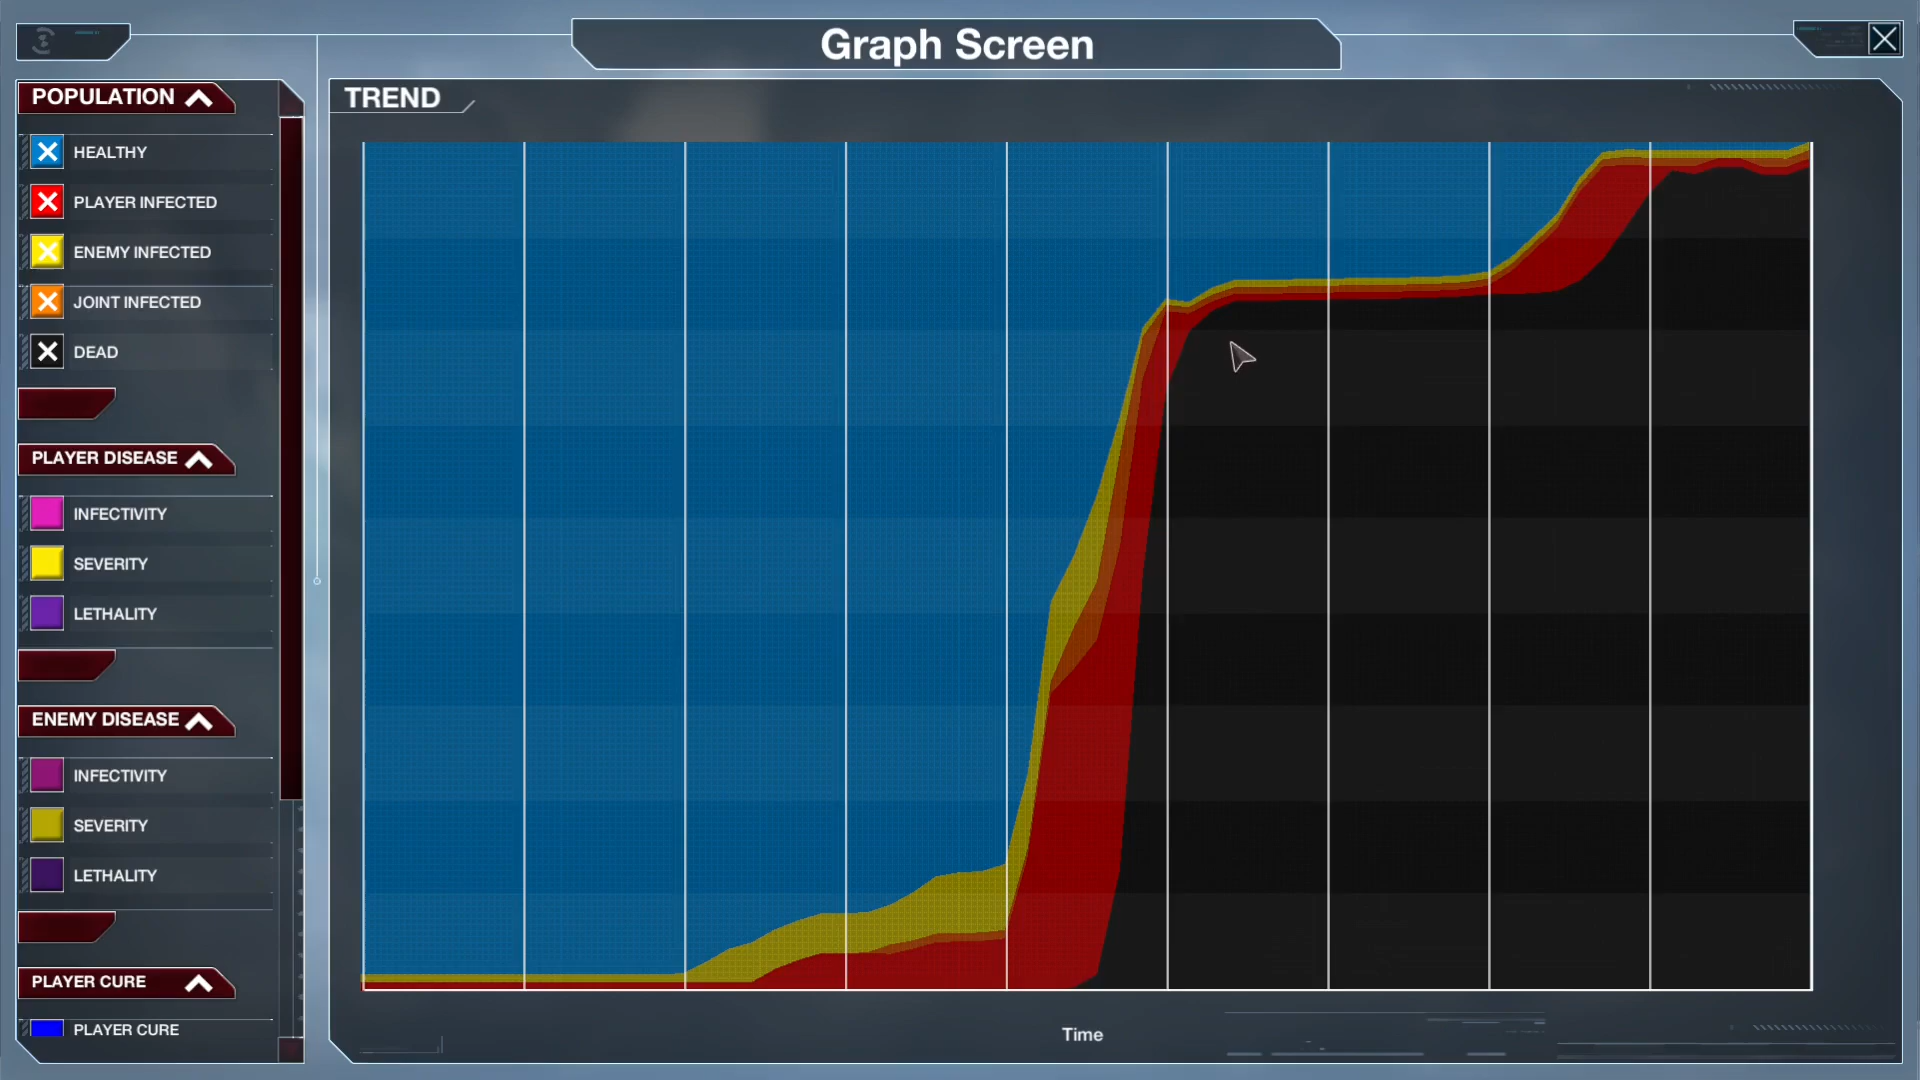 Graph Screen
POPULATION
HEALTHY
PLAYER INFECTED
ENEMY INFECTED
JOINT INFECTED
DEAD
PLAYER DISEASE
INFECTIVITY
SEVERITY
LETHALITY
ENEMY DISEASE
INFECTIVITY
SEVERITY
LETHALITY
PLAYER CURE
PLAYER CURE
TREND
Time